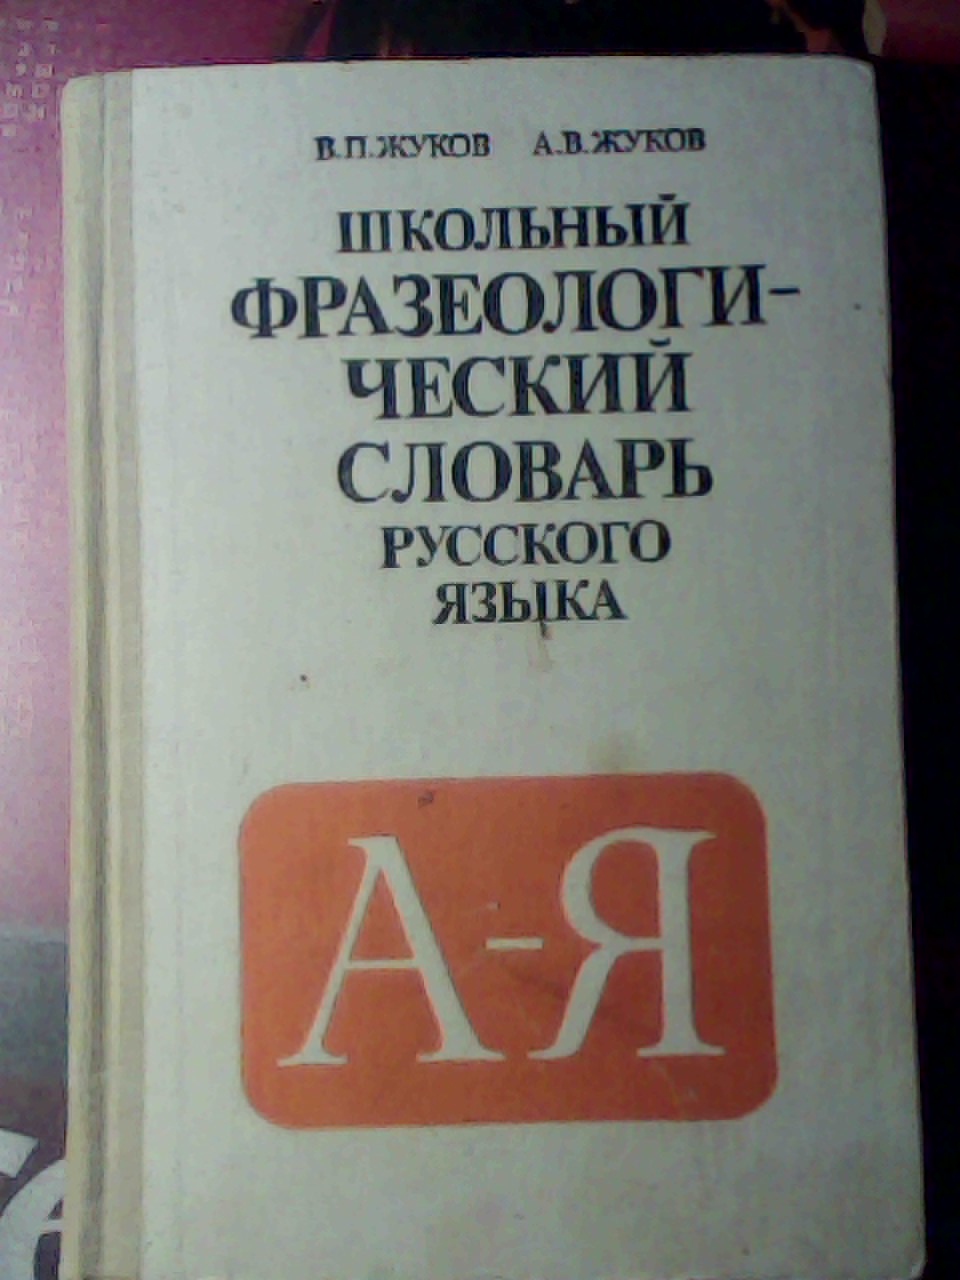 В.П.ЖУКОВ А.В.ЖУКОВ
ШКОЛЬНЫЙ
ФРАЗЕОЛОГИ-
ЧЕСКИЙ
СЛОВАРЬ
РУССКОГО
ЯЗЫКА
А-Я